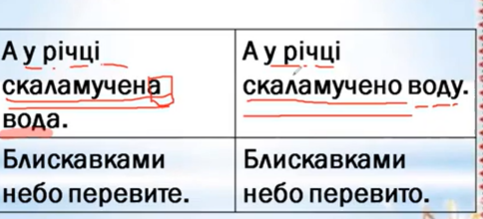 А у річці
скаламучена
вода.
А у річці
скаламучено воду.
Блискавками
небо перевите.
Блискавками
небо перевито.